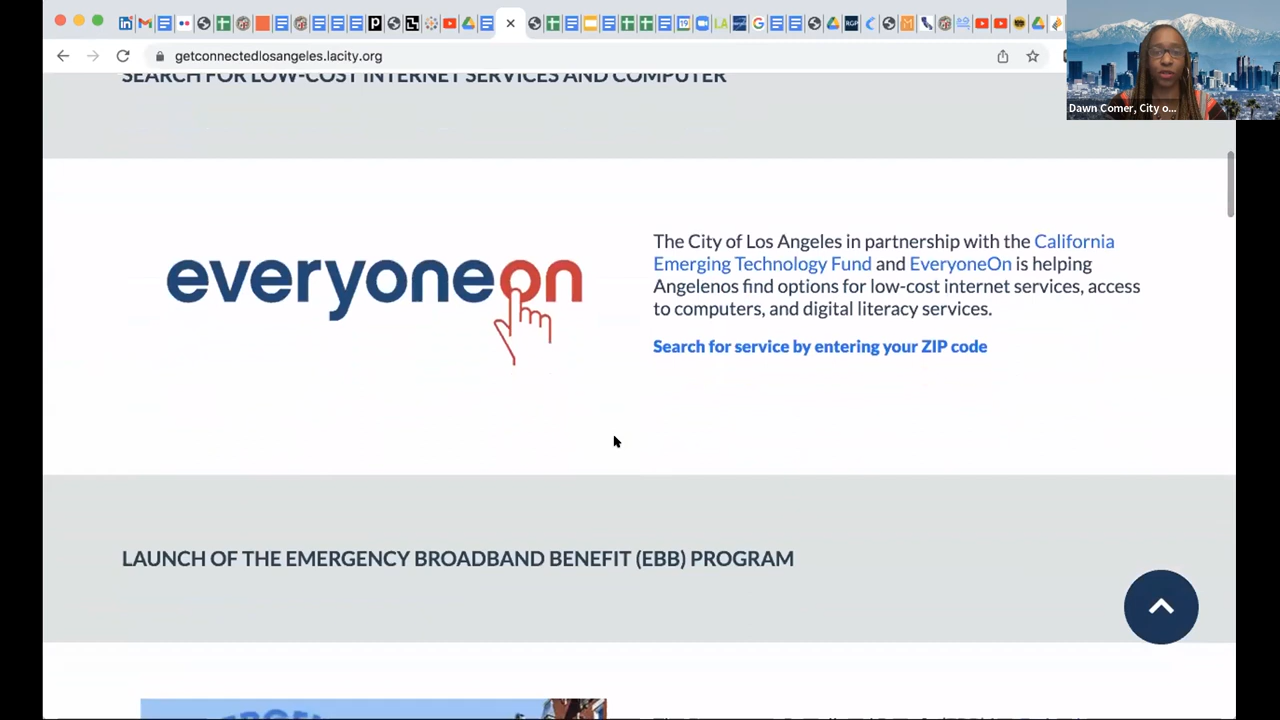 getconnectedlosangeles.lacity.org
Dawn Comer, City o...
SEARCH FOR LOW-COST INTERNET SERVICES AND COMPUTER
everyoneon
The City of Los Angeles in partnership with the California
Emerging Technology Fund and EveryoneOn is helping
Angelenos find options for low-cost internet services, access
to computers, and digital literacy services.
Search for service by entering your ZIP code
LAUNCH OF THE EMERGENCY BROADBAND BENEFIT (EBB) PROGRAM